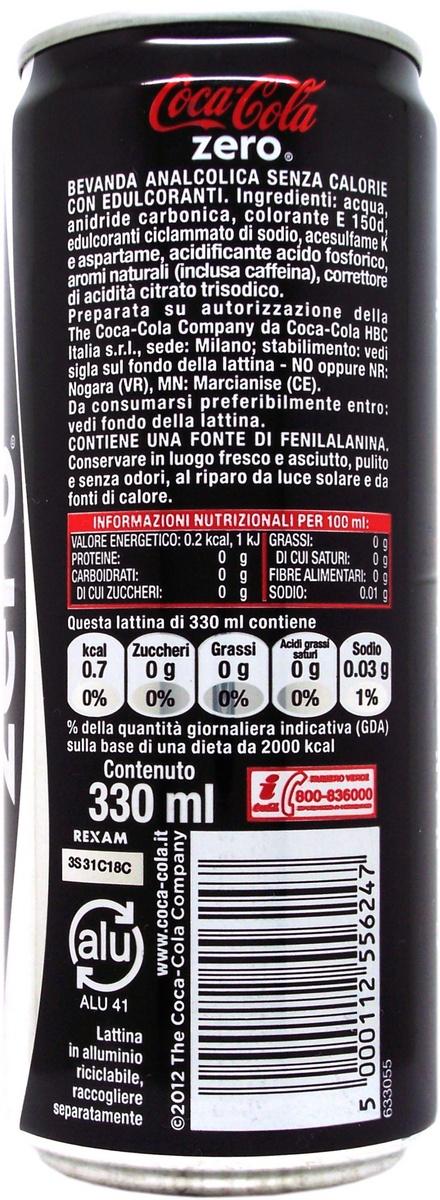 Coca-Cola
zero®
BEVANDA ANALCOLICA SENZA CALORIE
CON EDULCORANTI. Ingredienti: acqua,
anidride carbonica, colorante E 150d,
edulcoranti ciclammato di sodio, acesulfame K
e aspartame, acidificante acido fosforico,
aromi naturali (inclusa caffeina), correttore
di acidità citrato trisodico.
Preparata su autorizzazione della
The Coca-Cola Company da Coca-Cola HBC
Italia s.r.l., sede: Milano; stabilimento: vedi
sigla sul fondo della lattina - NO oppure NR:
Nogara (VR), MN: Marcianise (CE).
Da consumarsi preferibilmente entro:
vedi fondo della lattina.
CONTIENE UNA FONTE DI FENILALANINA.
Conservare in luogo fresco e asciutto, pulito
e senza odori, al riparo da luce solare e da
fonti di calore.
INFORMAZIONI NUTRIZIONALI PER 100 ml:
VALORE ENERGETICO: 0.2 kcal, 1 kJ GRASSI: 0 g
PROTEINE: 0 g DI CUI SATURI: 0 g
CARBOIDRATI: 0 g FIBRE ALIMENTARI: 0 g
DI CUI ZUCCHERI: 0 g SODIO: 0.01 g
Questa lattina di 330 ml contiene
kcal Zuccheri Grassi Acidi grassi saturi Sodio
0.7 0 g 0 g 0 g 0.03 g
0% 0% 0% 0% 1%
% della quantità giornaliera indicativa (GDA)
sulla base di una dieta da 2000 kcal
Contenuto
330 ml
NUMERO VERDE
800-836000
REXAM
3S31C18C
alu
ALU 41
Lattina
in alluminio
riciclabile,
raccogliere
separatamente
www.coca-cola.it
©2012 The Coca-Cola Company
5 000112 556247
633055
zero®